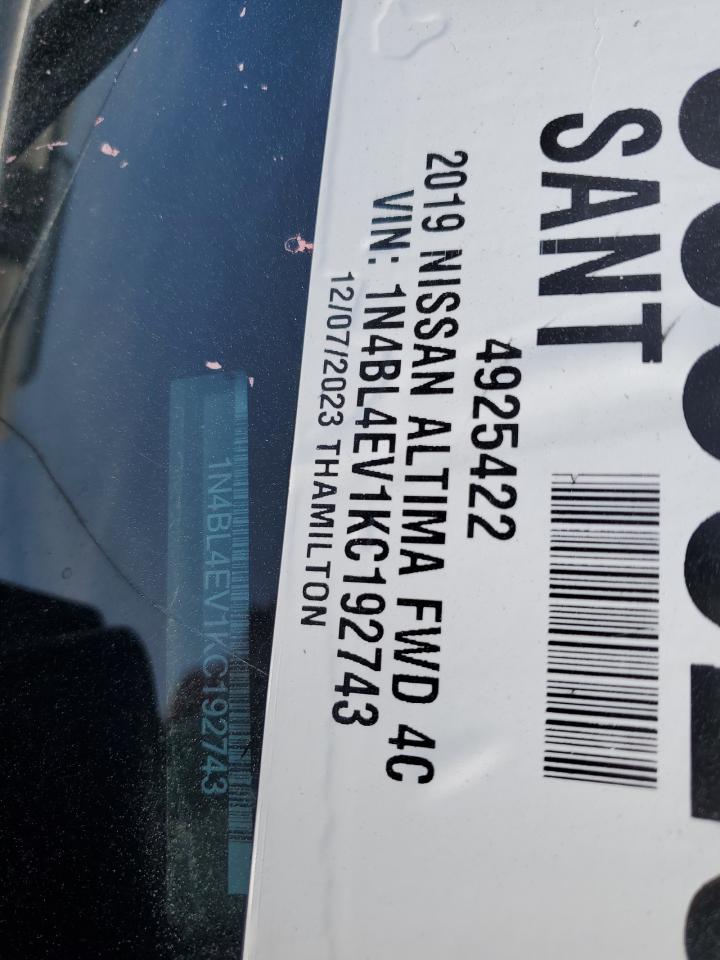 SANT
4925422
2019 NISSAN ALTIMA FWD 4C
VIN: 1N4BL4EV1KC192743
12/07/2023 THAMILTON
1N4BL4EV1KC192743